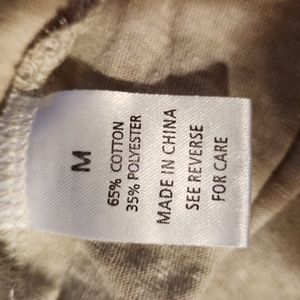 M
65% COTTON
35% POLYESTER
MADE IN CHINA
SEE REVERSE
FOR CARE